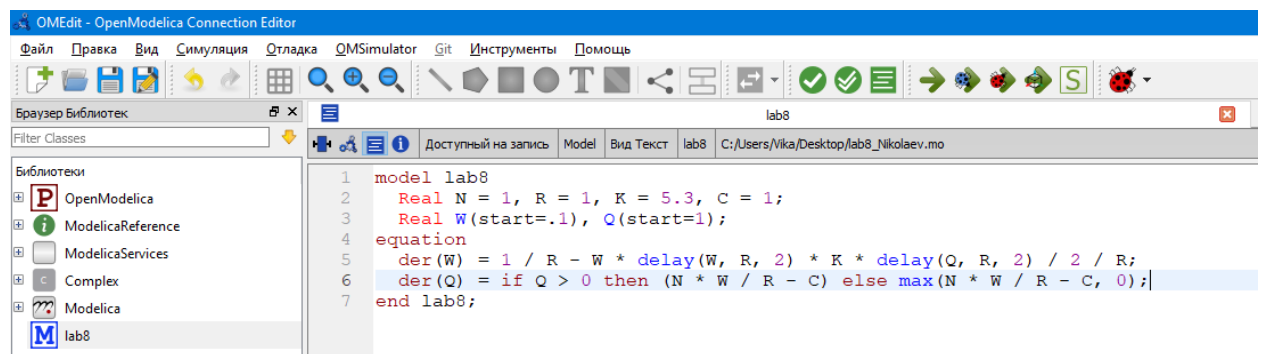 OMEdit - OpenModelica Connection Editor
Файл Правка Вид Симуляция Отладка OMSimulator Git Инструменты Помощь
T S
Браузер Библиотек
lab8
Filter Classes
Доступный на запись Model Вид Текст lab8 C:/Users/Vika/Desktop/lab8_Nikolaev.mo
Библиотеки
P OpenModelica
i ModelicaReference
ModelicaServices
C Complex
m Modelica
M lab8
1 model lab8
2 Real N = 1, R = 1, K = 5.3, C = 1;
3 Real W(start=.1), Q(start=1);
4 equation
5 der(W) = 1 / R - W * delay(W, R, 2) * K * delay(Q, R, 2) / 2 / R;
6 der(Q) = if Q > 0 then (N * W / R - C) else max(N * W / R - C, 0);
7 end lab8;